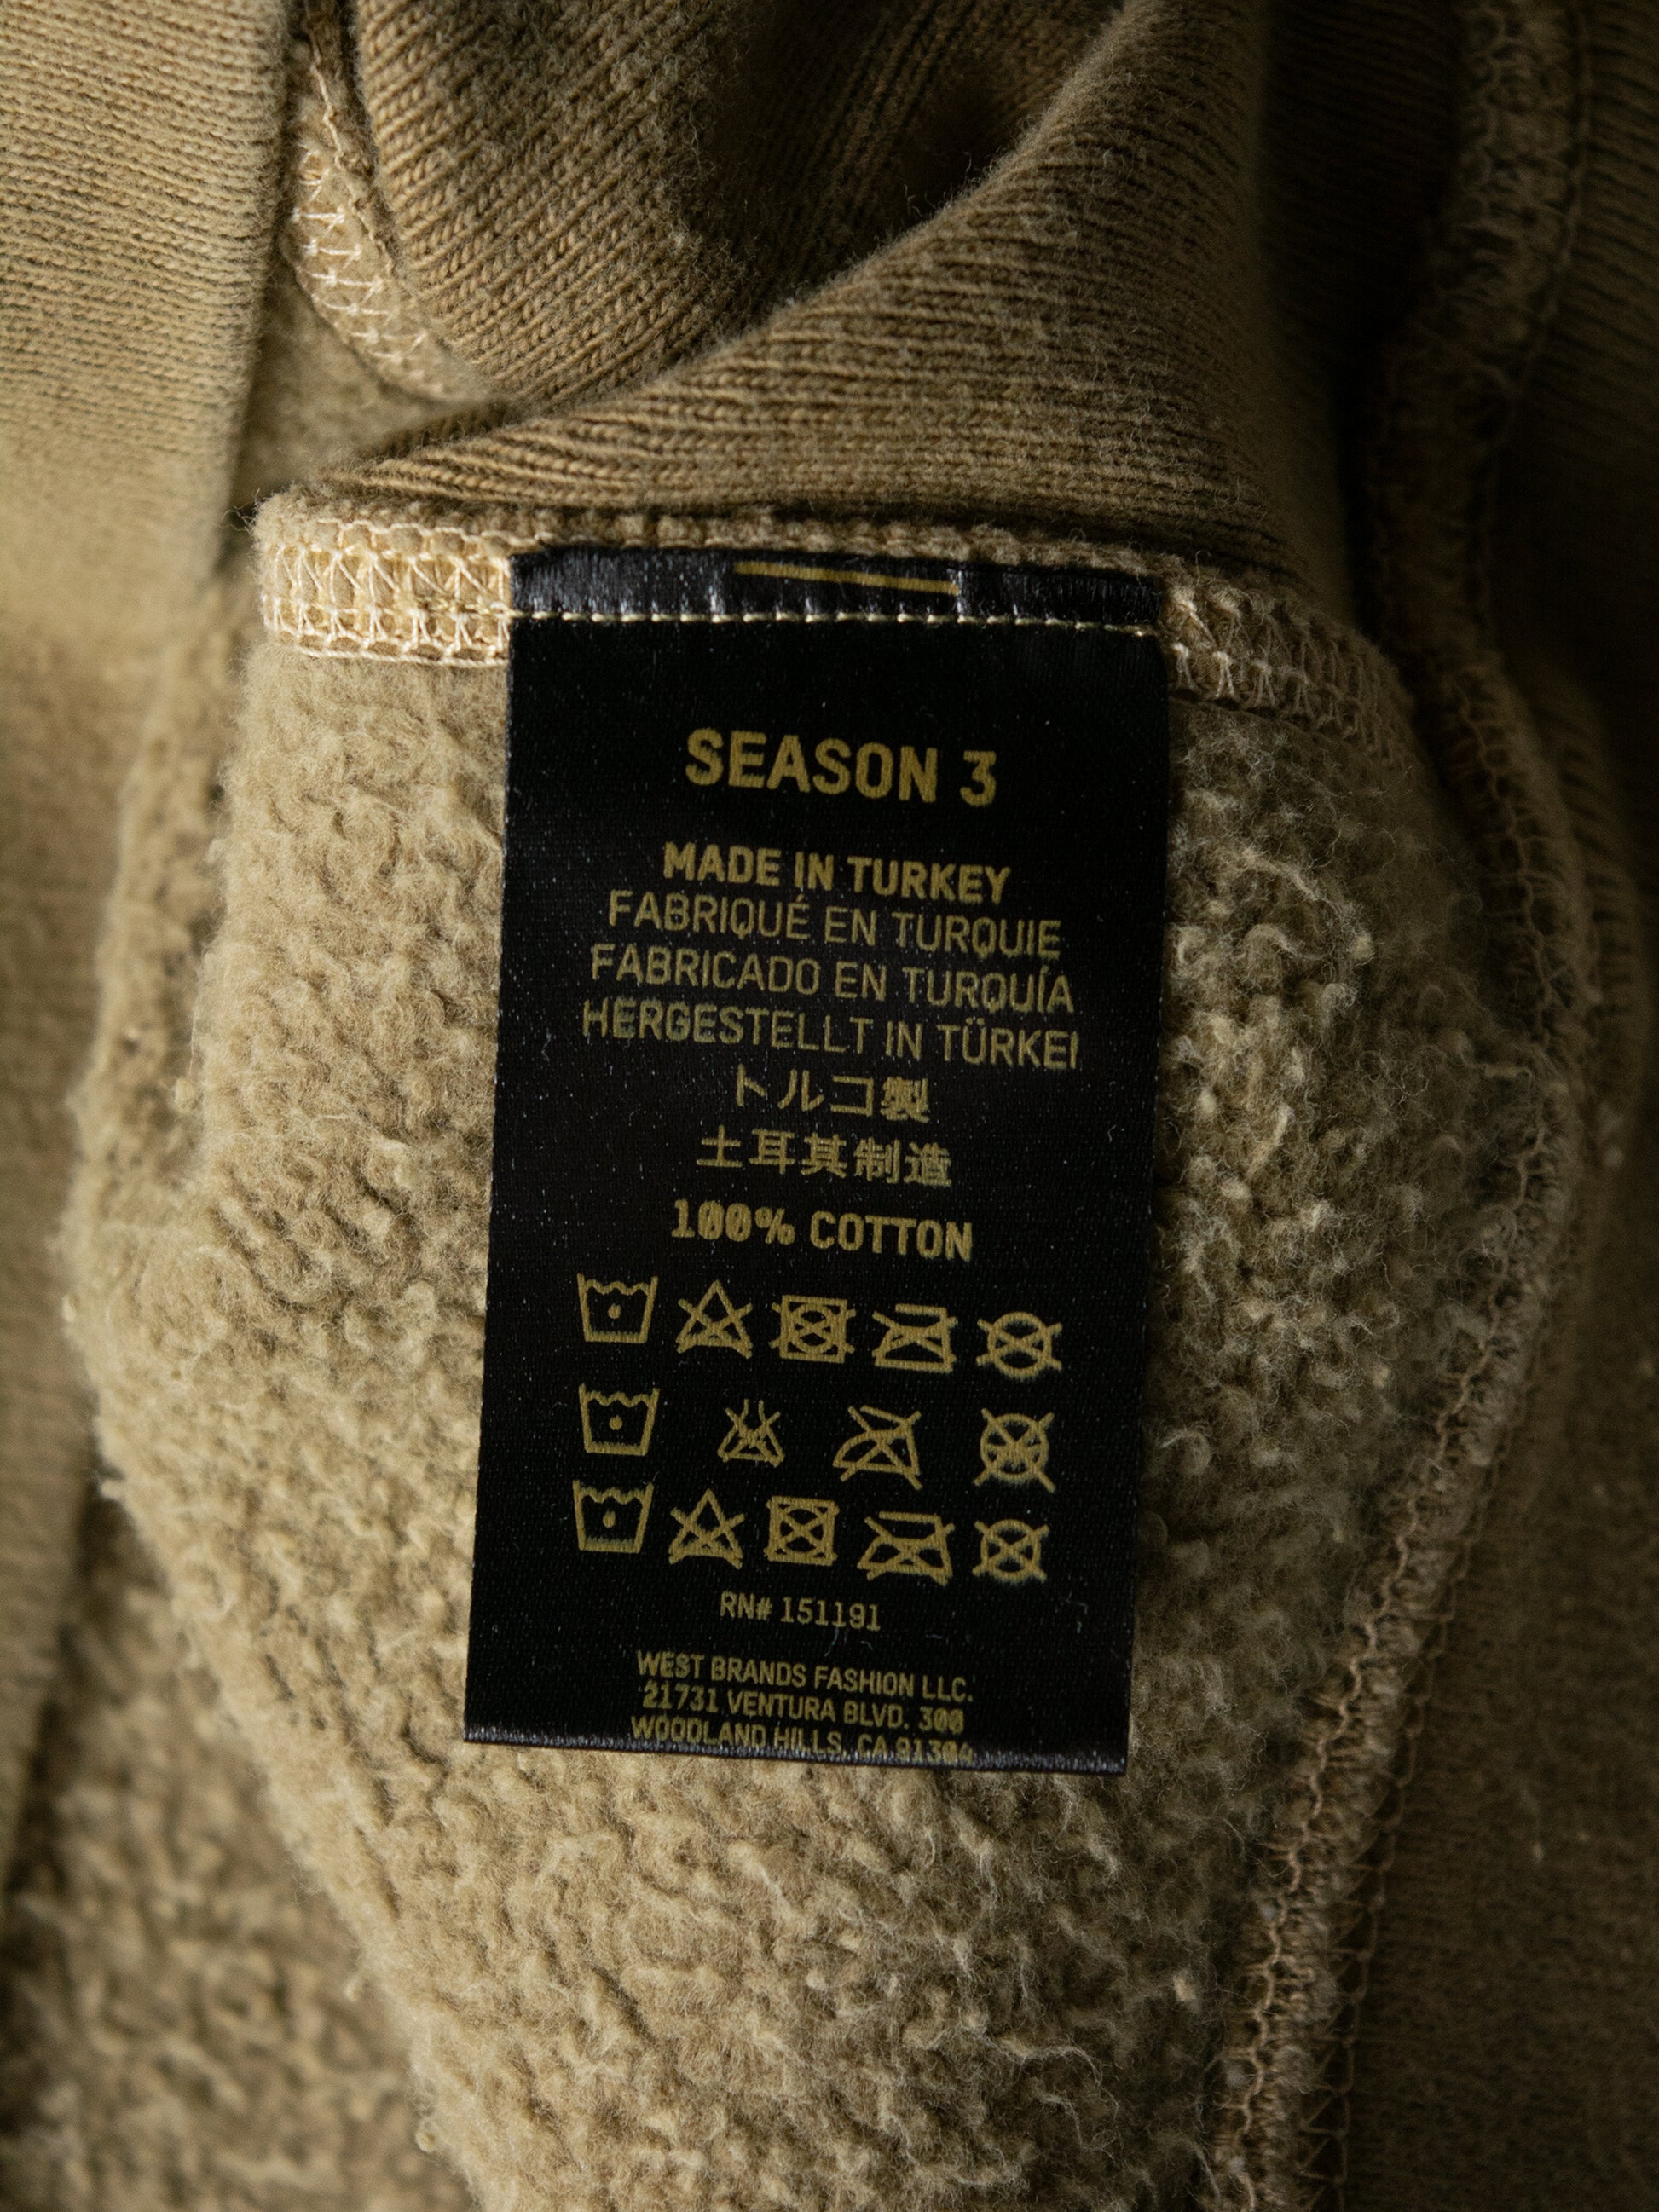 SEASON 3
MADE IN TURKEY
FABRIQUÉ EN TURQUIE
FABRICADO EN TURQUÍA
HERGESTELLT IN TÜRKEI
トルコ製
土耳其制造
100% COTTON
RN# 151191
WEST BRANDS FASHION LLC.
21731 VENTURA BLVD. 300
WOODLAND HILLS, CA 91364